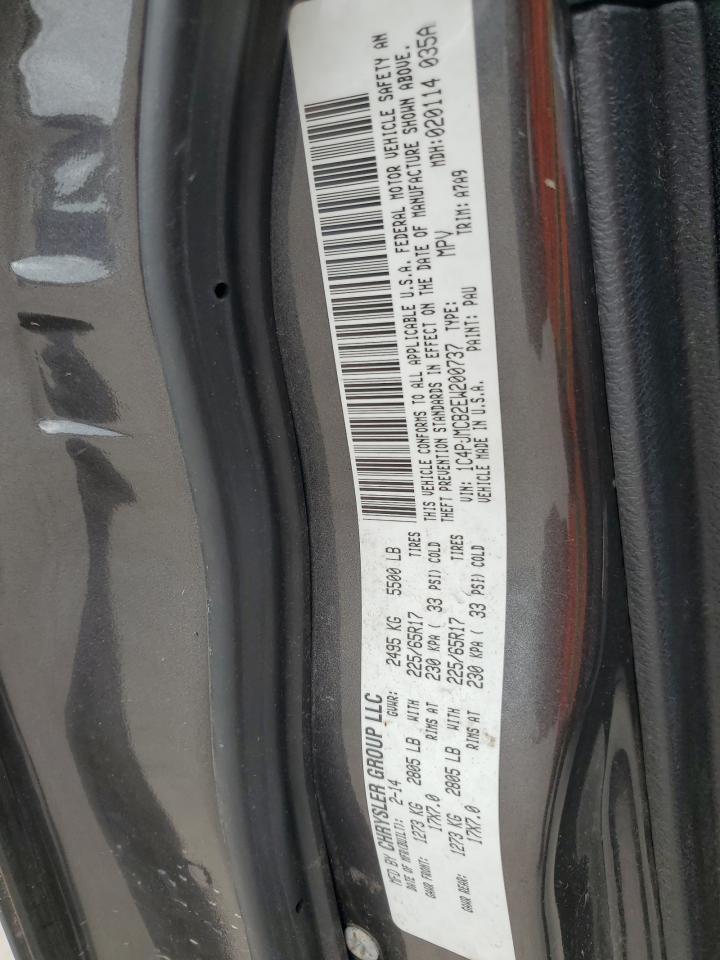 MFD BY CHRYSLER GROUP LLC
DATE OF MFR(BUILT): 2-14 GVWR: 2495 KG 5500 LB
GAWR FRONT: 1273 KG 2805 LB WITH 225/65R17 TIRES
17X7.0 RIMS AT 230 KPA ( 33 PSI) COLD
GAWR REAR: 1273 KG 2805 LB WITH 225/65R17 TIRES
17X7.0 RIMS AT 230 KPA ( 33 PSI) COLD
THIS VEHICLE CONFORMS TO ALL APPLICABLE U.S.A. FEDERAL MOTOR VEHICLE SAFETY AN
THEFT PREVENTION STANDARDS IN EFFECT ON THE DATE OF MANUFACTURE SHOWN ABOVE.
VIN: 1C4PJMCB2EW200737 TYPE: MPV MDH:020114 035A
VEHICLE MADE IN U.S.A. PAINT: PAU TRIM: A7A9